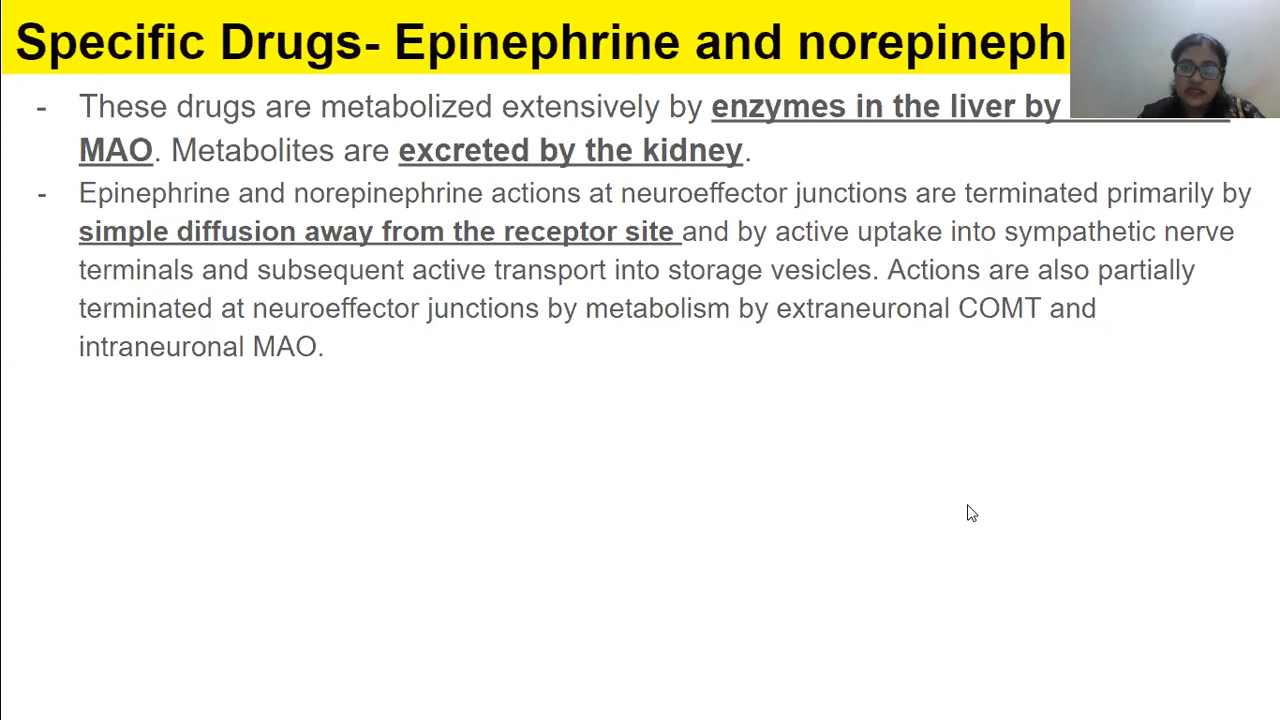 Specific Drugs- Epinephrine and norepineph
- These drugs are metabolized extensively by enzymes in the liver by
MAO. Metabolites are excreted by the kidney.
- Epinephrine and norepinephrine actions at neuroeffector junctions are terminated primarily by
simple diffusion away from the receptor site and by active uptake into sympathetic nerve
terminals and subsequent active transport into storage vesicles. Actions are also partially
terminated at neuroeffector junctions by metabolism by extraneuronal COMT and
intraneuronal MAO.